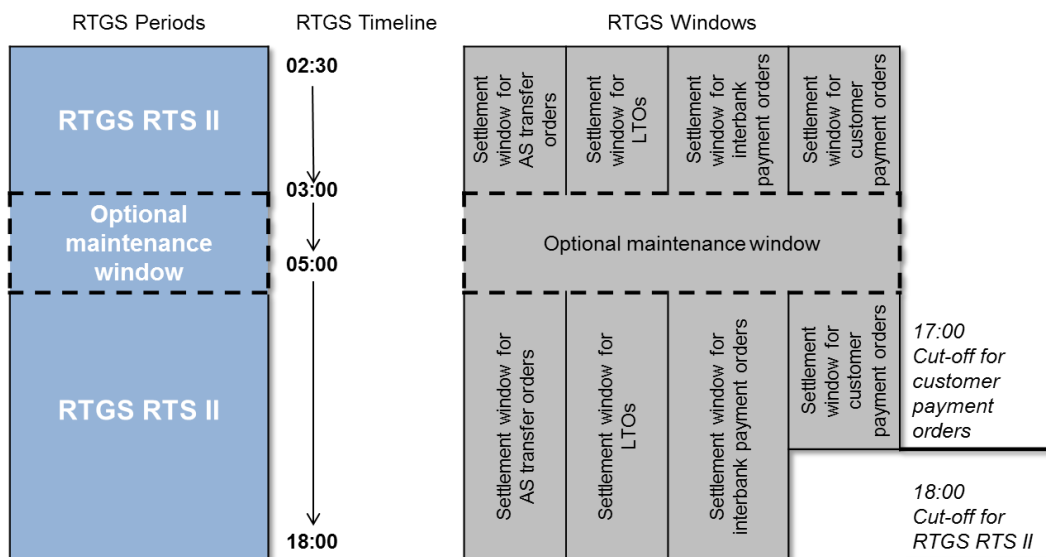 RTGS Periods
RTGS Timeline
RTGS Windows
RTGS RTS II
02:30
03:00
Settlement
window for
AS transfer
orders
Settlement
window for
LTOs
Settlement
window for
interbank
payment orders
Settlement
window for
customer
payment orders
Optional
maintenance
window
05:00
Optional maintenance window
RTGS RTS II
18:00
Settlement window for
AS transfer orders
Settlement window for
LTOs
Settlement window for
interbank payment orders
Settlement
window for
customer
payment orders
17:00
Cut-off for
customer
payment
orders
18:00
Cut-off for
RTGS RTS II